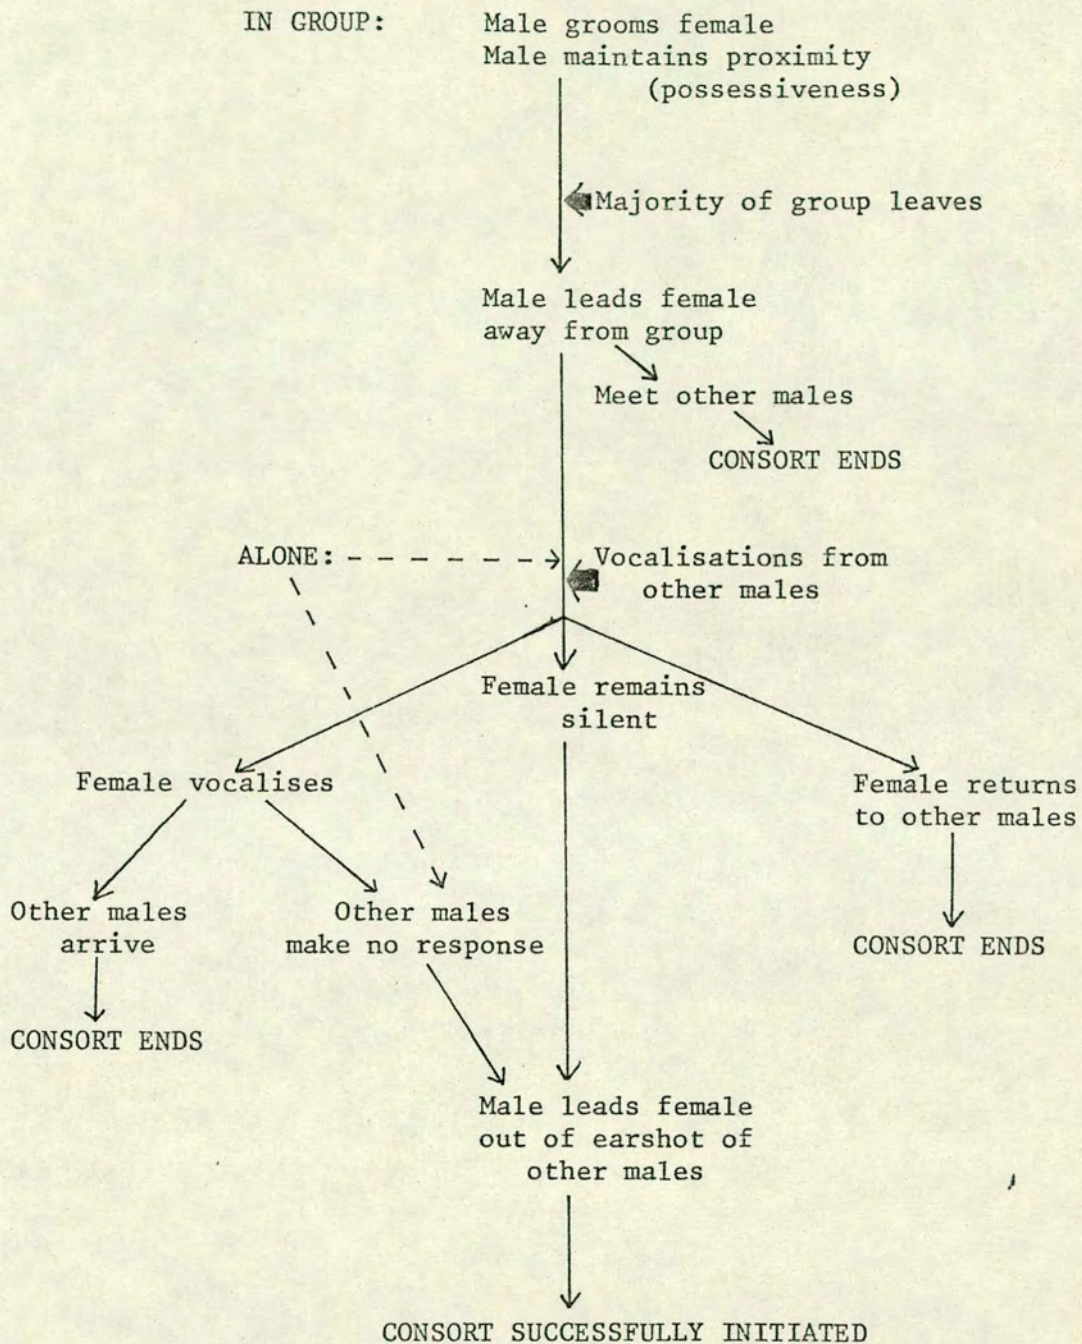 IN GROUP: Male grooms female
Male maintains proximity
(possessiveness)
Majority of group leaves
Male leads female
away from group
Meet other males
CONSORT ENDS
ALONE:
Vocalisations from
other males
Female remains
silent
Female vocalises
Female returns
to other males
Other males
arrive
Other males
make no response
CONSORT ENDS
CONSORT ENDS
Male leads female
out of earshot of
other males
CONSORT SUCCESSFULLY INITIATED